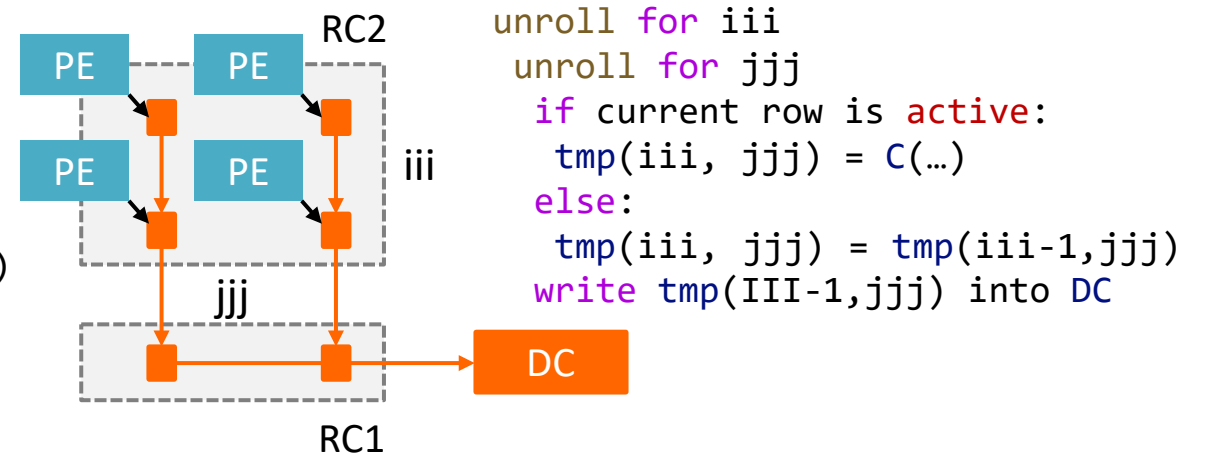 RC2
PE PE
PE PE
iii
)
jjj
DC
RC1
unroll for iii
unroll for jjj
if current row is active:
tmp(iii, jjj) = C(…)
else:
tmp(iii, jjj) = tmp(iii-1,jjj)
write tmp(III-1,jjj) into DC